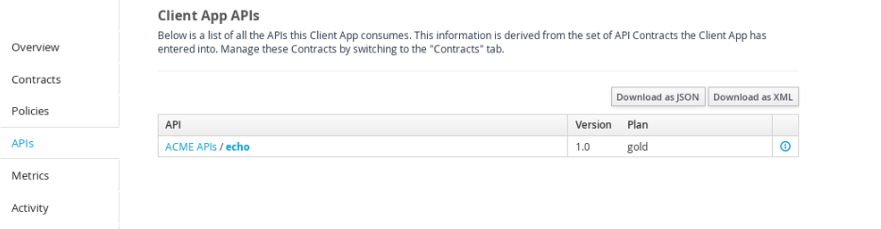 Client App APIs
Below is a list of all the APIs this Client App consumes. This information is derived from the set of API Contracts the Client App has
entered into. Manage these Contracts by switching to the "Contracts" tab.
Overview
Contracts
Policies
APIs
Metrics
Activity
Download as JSON Download as XML
API Version Plan
ACME APIs / echo 1.0 gold